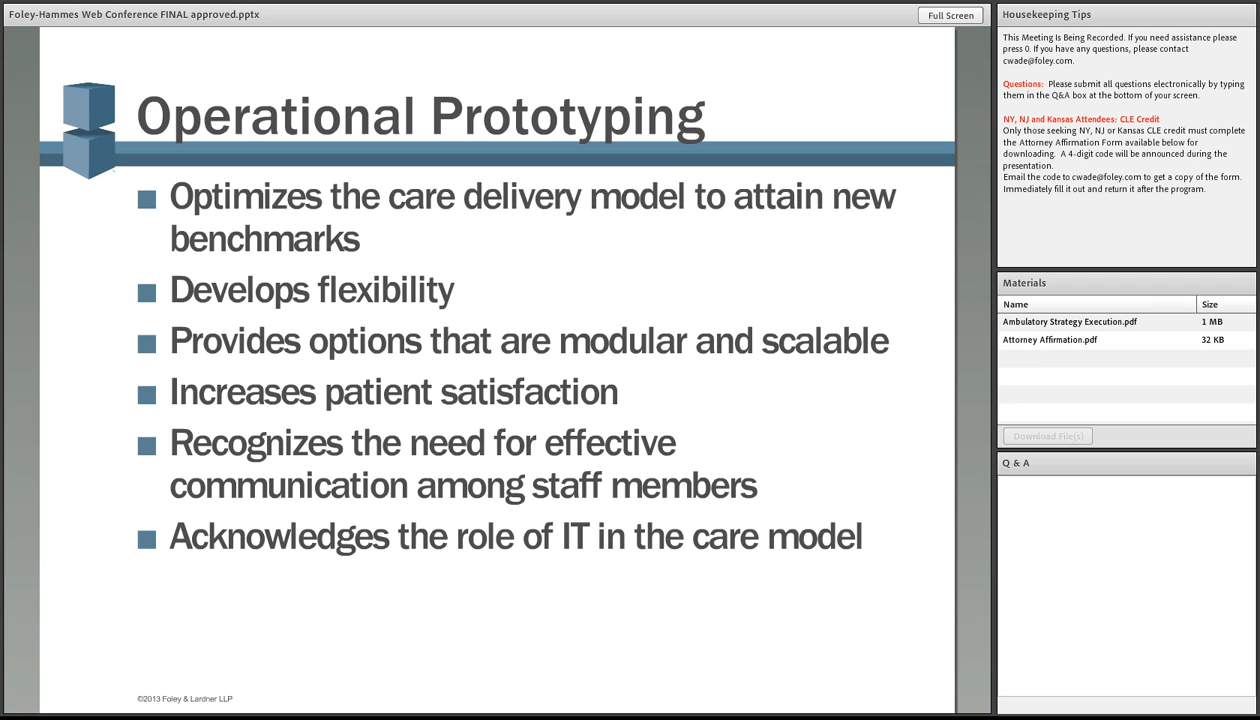 Foley-Hammes Web Conference FINAL approved.pptx
Full Screen
Operational Prototyping
Optimizes the care delivery model to attain new
benchmarks
Develops flexibility
Provides options that are modular and scalable
Increases patient satisfaction
Recognizes the need for effective
communication among staff members
Acknowledges the role of IT in the care model
©2013 Foley & Lardner LLP
Housekeeping Tips
This Meeting Is Being Recorded. If you need assistance please
press 0. If you have any questions, please contact
cwade@foley.com.
Questions: Please submit all questions electronically by typing
them in the Q&A box at the bottom of your screen.
NY, NJ and Kansas Attendees: CLE Credit
Only those seeking NY, NJ or Kansas CLE credit must complete
the Attorney Affirmation Form available below for
downloading. A 4-digit code will be announced during the
presentation.
Email the code to cwade@foley.com to get a copy of the form.
Immediately fill it out and return it after the program.
Materials
Name Size
Ambulatory Strategy Execution.pdf 1 MB
Attorney Affirmation.pdf 32 KB
Download File(s)
Q & A